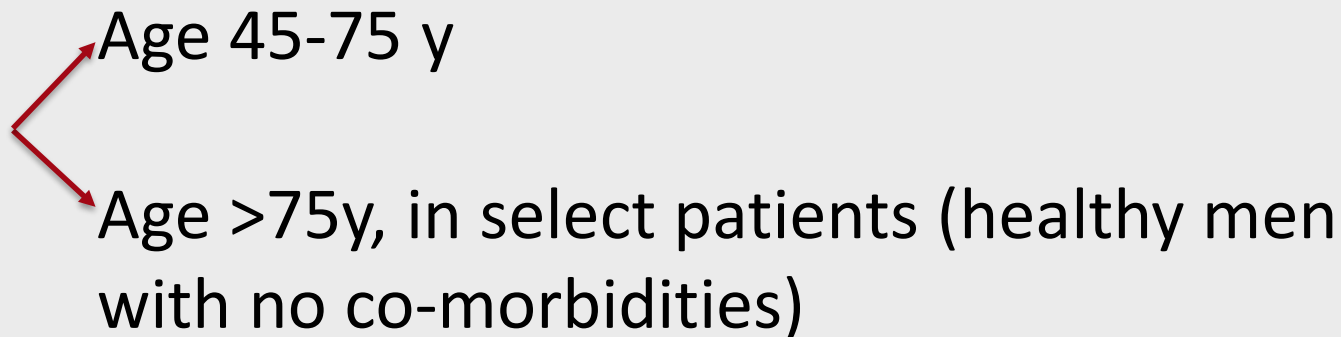 Age 45-75 y
Age >75y, in select patients (healthy men
with no co-morbidities)